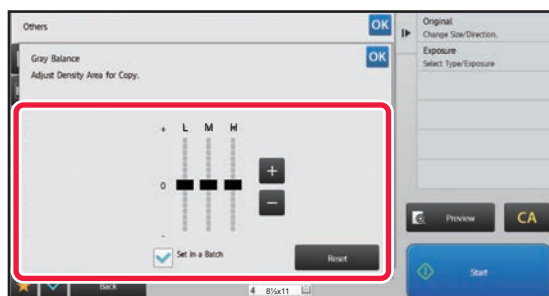 Others
OK
Gray Balance
OK
Adjust Density Area for Copy.
+ L M H
0
+
−
-
Set in a Batch
Reset
Back
4 8½x11
Original
Change Size/Direction.
Exposure
Select Type/Exposure
Preview
CA
Start